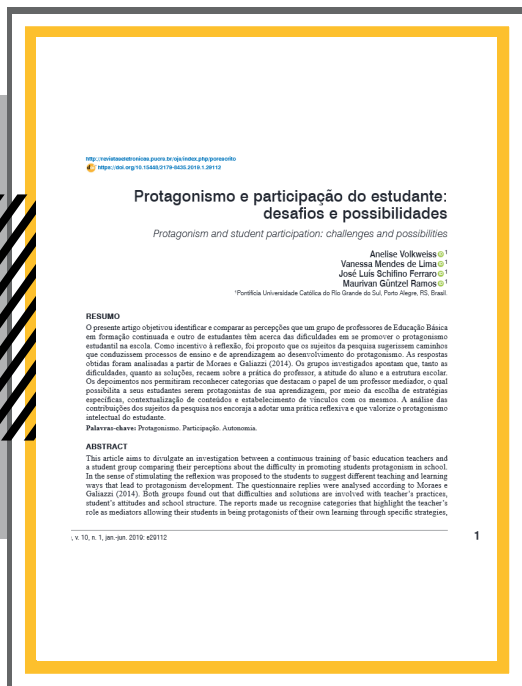 http://revistaseletronicas.pucrs.br/ojs/index.php/porescrito
https://doi.org/10.15448/2179-8435.2019.1.29112
Protagonismo e participação do estudante:
desafios e possibilidades
Protagonism and student participation: challenges and possibilities
Anelise Volkweiss 1
Vanessa Mendes de Lima 1
José Luís Schifino Ferraro 1
Maurivan Güntzel Ramos 1
1Pontifícia Universidade Católica do Rio Grande do Sul, Porto Alegre, RS, Brasil.
RESUMO
O presente artigo objetivou identificar e comparar as percepções que um grupo de professores de Educação Básica
em formação continuada e outro de estudantes têm acerca das dificuldades em se promover o protagonismo
estudantil na escola. Como incentivo à reflexão, foi proposto que os sujeitos da pesquisa sugerissem caminhos
que conduzissem processos de ensino e de aprendizagem ao desenvolvimento do protagonismo. As respostas
obtidas foram analisadas a partir de Moraes e Galiazzi (2014). Os grupos investigados apontam que, tanto as
dificuldades, quanto as soluções, recaem sobre a prática do professor, a atitude do aluno e a estrutura escolar.
Os depoimentos nos permitiram reconhecer categorias que destacam o papel de um professor mediador, o qual
possibilita a seus estudantes serem protagonistas de sua aprendizagem, por meio da escolha de estratégias
específicas, contextualização de conteúdos e estabelecimento de vínculos com os mesmos. A análise das
contribuições dos sujeitos da pesquisa nos encoraja a adotar uma prática reflexiva e que valorize o protagonismo
intelectual do estudante.
Palavras-chave: Protagonismo. Participação. Autonomia.
ABSTRACT
This article aims to divulgate an investigation between a continuous training of basic education teachers and
a student group comparing their perceptions about the difficulty in promoting students protagonism in school.
In the sense of stimulating the reflexion was proposed to the students to suggest different teaching and learning
ways that lead to protagonism development. The questionnaire replies were analysed according to Moraes e
Galiazzi (2014). Both groups found out that difficulties and solutions are involved with teacher's practices,
student's attitudes and school structure. The reports made us recognise categories that highlight the teacher's
role as mediators allowing their students in being protagonists of their own learning through specific strategies,
, v. 10, n. 1, jan.-jun. 2019: e29112
1